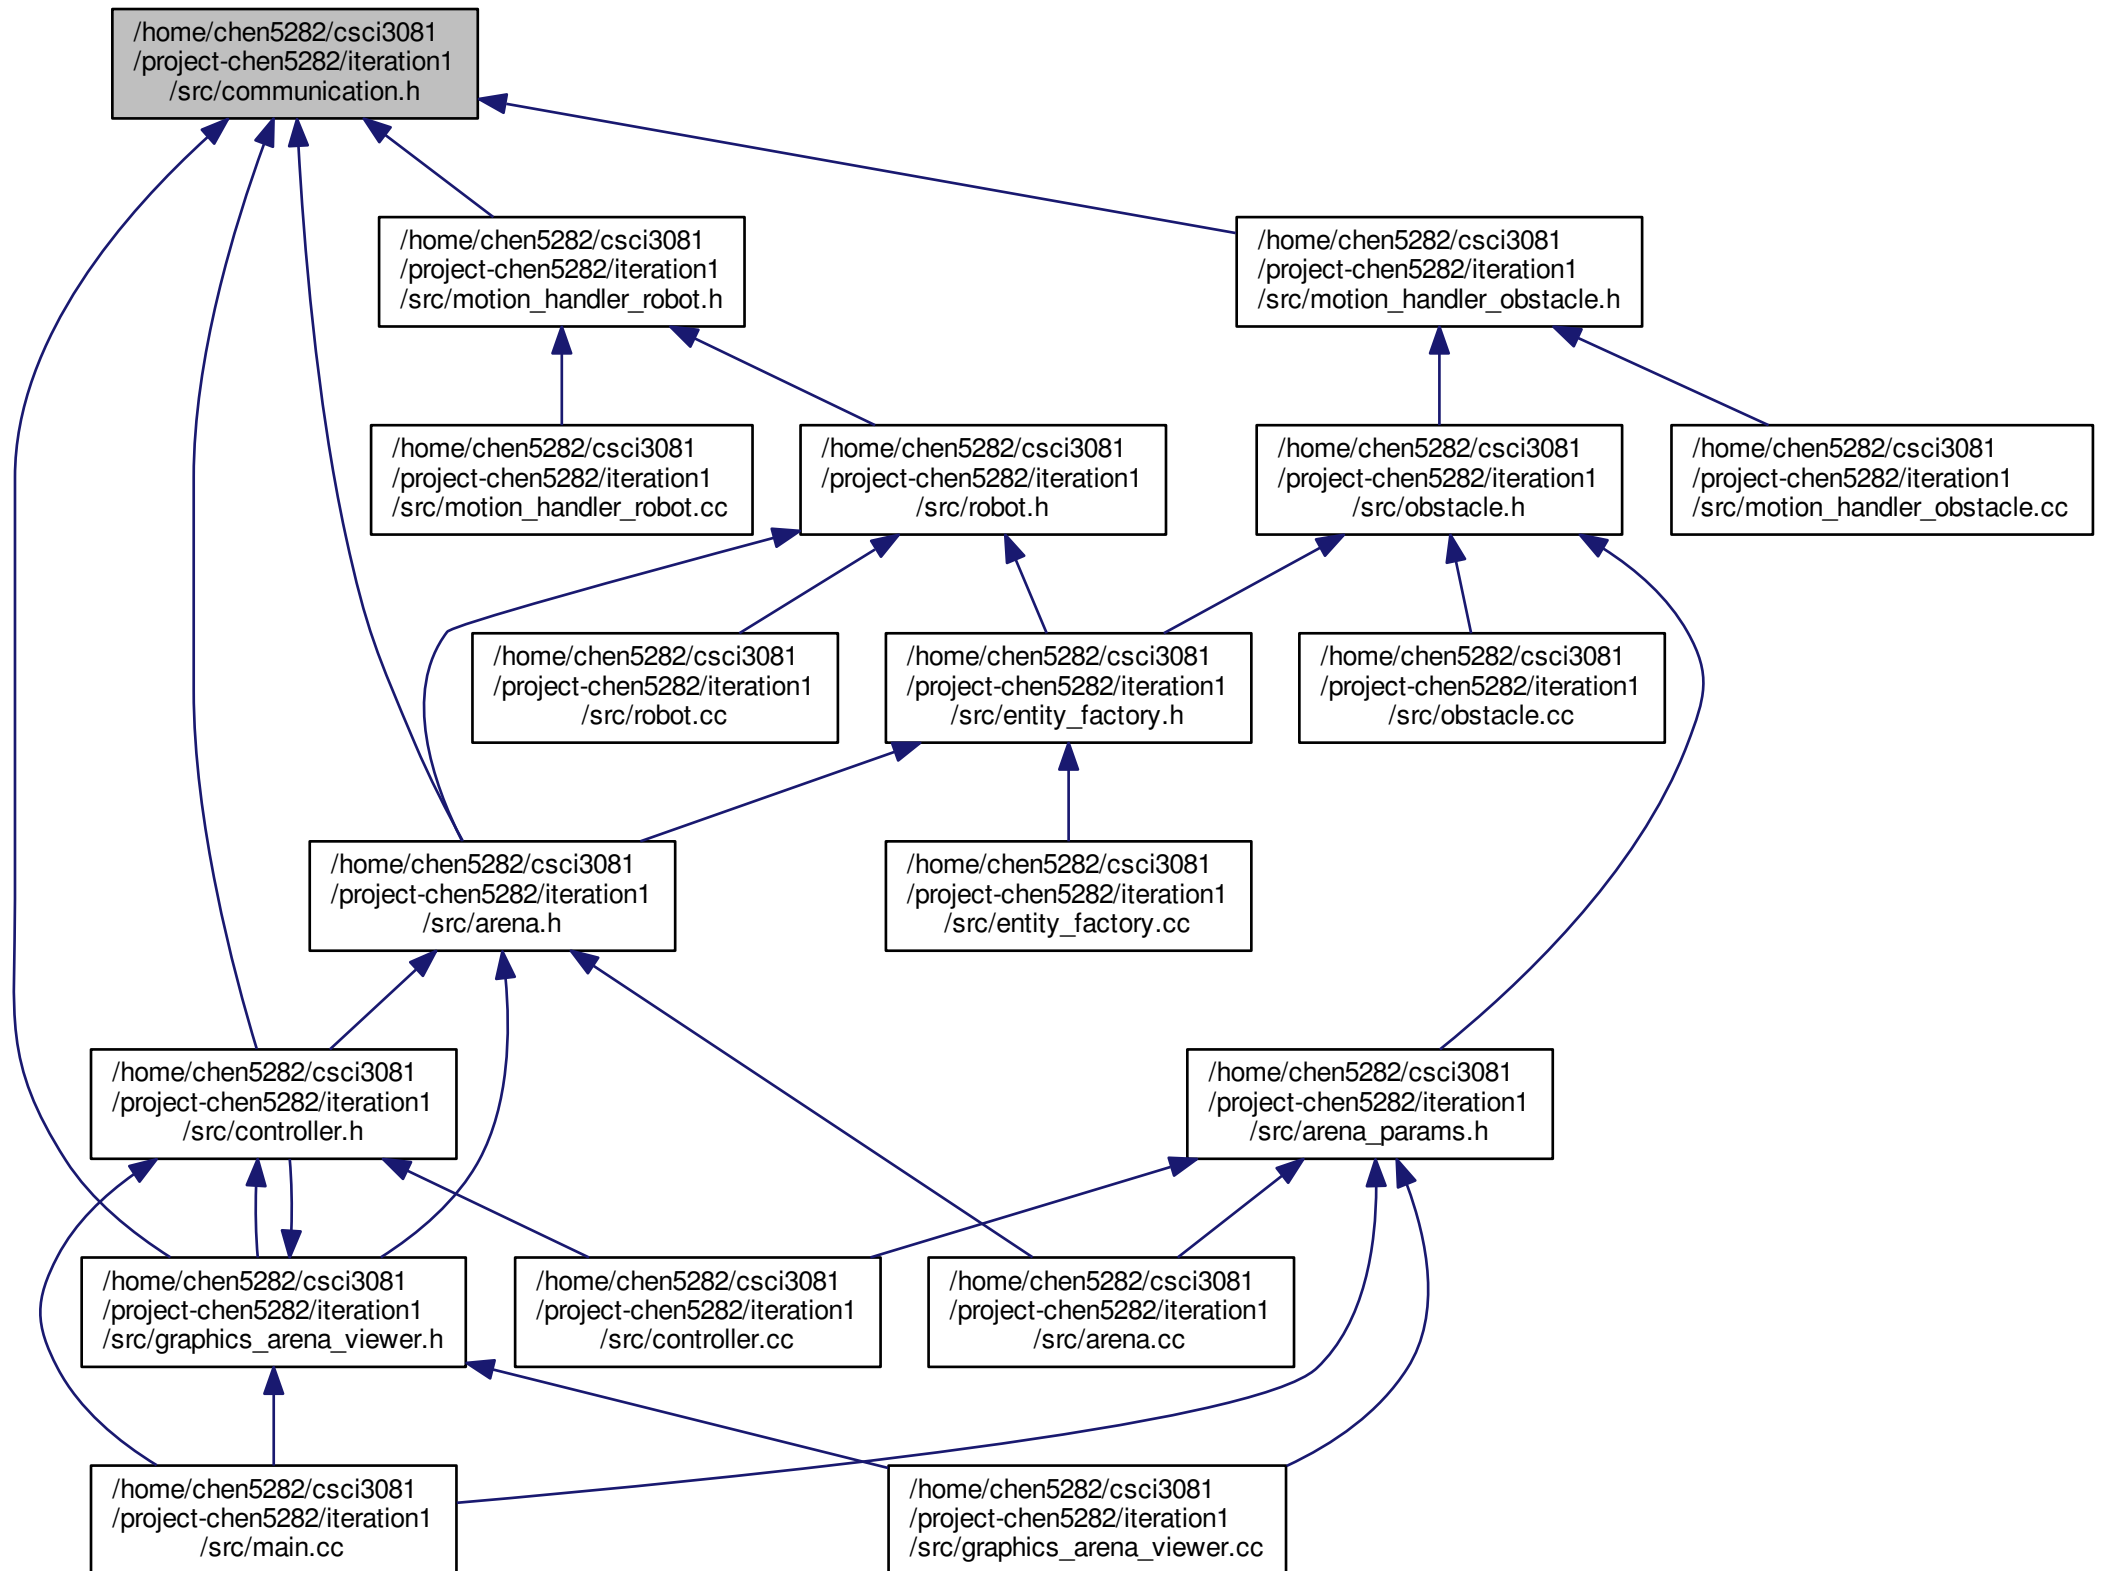 /home/chen5282/csci3081
/project-chen5282/iteration1
/src/communication.h
/home/chen5282/csci3081
/project-chen5282/iteration1
/src/motion_handler_robot.h
/home/chen5282/csci3081
/project-chen5282/iteration1
/src/motion_handler_obstacle.h
/home/chen5282/csci3081
/project-chen5282/iteration1
/src/motion_handler_robot.cc
/home/chen5282/csci3081
/project-chen5282/iteration1
/src/robot.h
/home/chen5282/csci3081
/project-chen5282/iteration1
/src/obstacle.h
/home/chen5282/csci3081
/project-chen5282/iteration1
/src/motion_handler_obstacle.cc
/home/chen5282/csci3081
/project-chen5282/iteration1
/src/robot.cc
/home/chen5282/csci3081
/project-chen5282/iteration1
/src/entity_factory.h
/home/chen5282/csci3081
/project-chen5282/iteration1
/src/obstacle.cc
/home/chen5282/csci3081
/project-chen5282/iteration1
/src/arena.h
/home/chen5282/csci3081
/project-chen5282/iteration1
/src/entity_factory.cc
/home/chen5282/csci3081
/project-chen5282/iteration1
/src/controller.h
/home/chen5282/csci3081
/project-chen5282/iteration1
/src/arena_params.h
/home/chen5282/csci3081
/project-chen5282/iteration1
/src/graphics_arena_viewer.h
/home/chen5282/csci3081
/project-chen5282/iteration1
/src/controller.cc
/home/chen5282/csci3081
/project-chen5282/iteration1
/src/arena.cc
/home/chen5282/csci3081
/project-chen5282/iteration1
/src/main.cc
/home/chen5282/csci3081
/project-chen5282/iteration1
/src/graphics_arena_viewer.cc